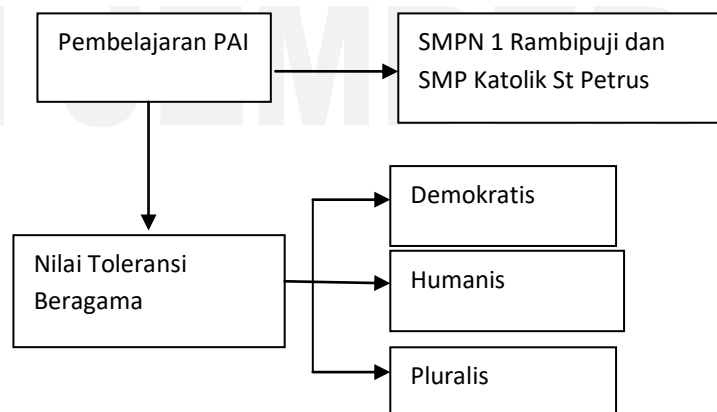 Pembelajaran PAI
SMPN 1 Rambipuji dan
SMP Katolik St Petrus
Demokratis
Nilai Toleransi
Beragama
Humanis
Pluralis